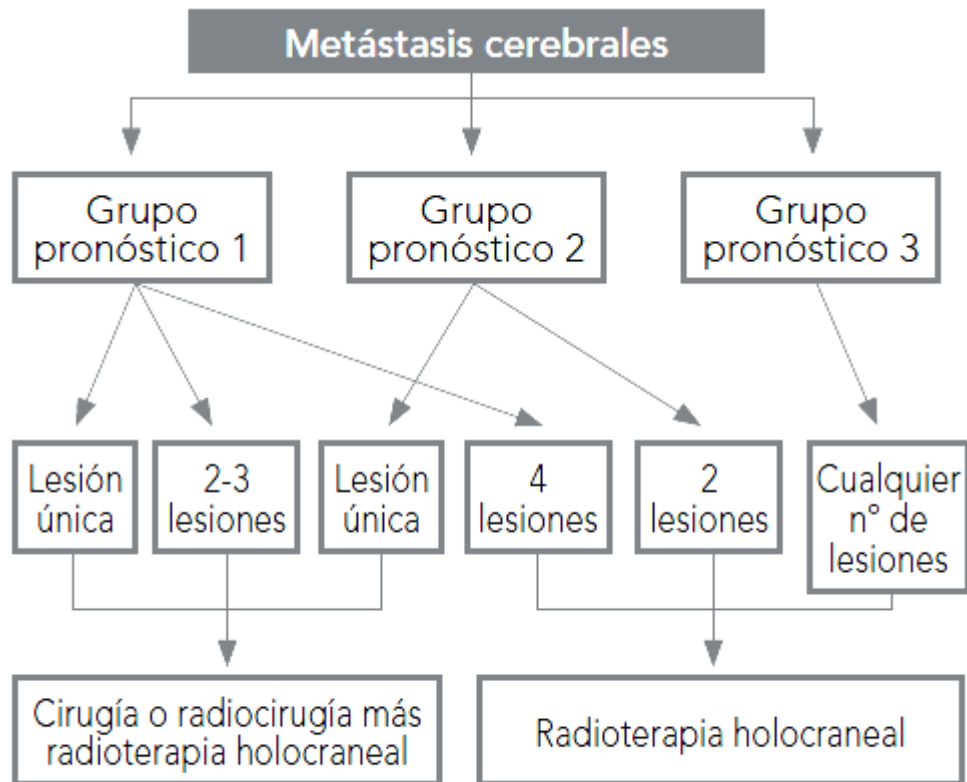 Metástasis cerebrales
Grupo
pronóstico 1
Grupo
pronóstico 2
Grupo
pronóstico 3
Lesión
única
2-3
lesiones
Lesión
única
4
lesiones
2
lesiones
Cualquier
n° de
lesiones
Cirugía o radiocirugía más
radioterapia holocraneal
Radioterapia holocraneal